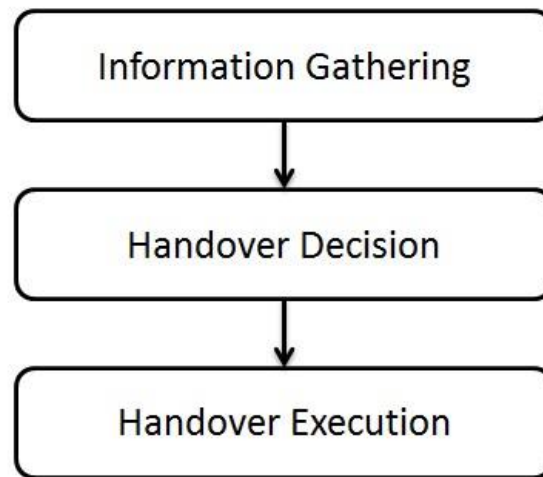 Information Gathering
Handover Decision
Handover Execution